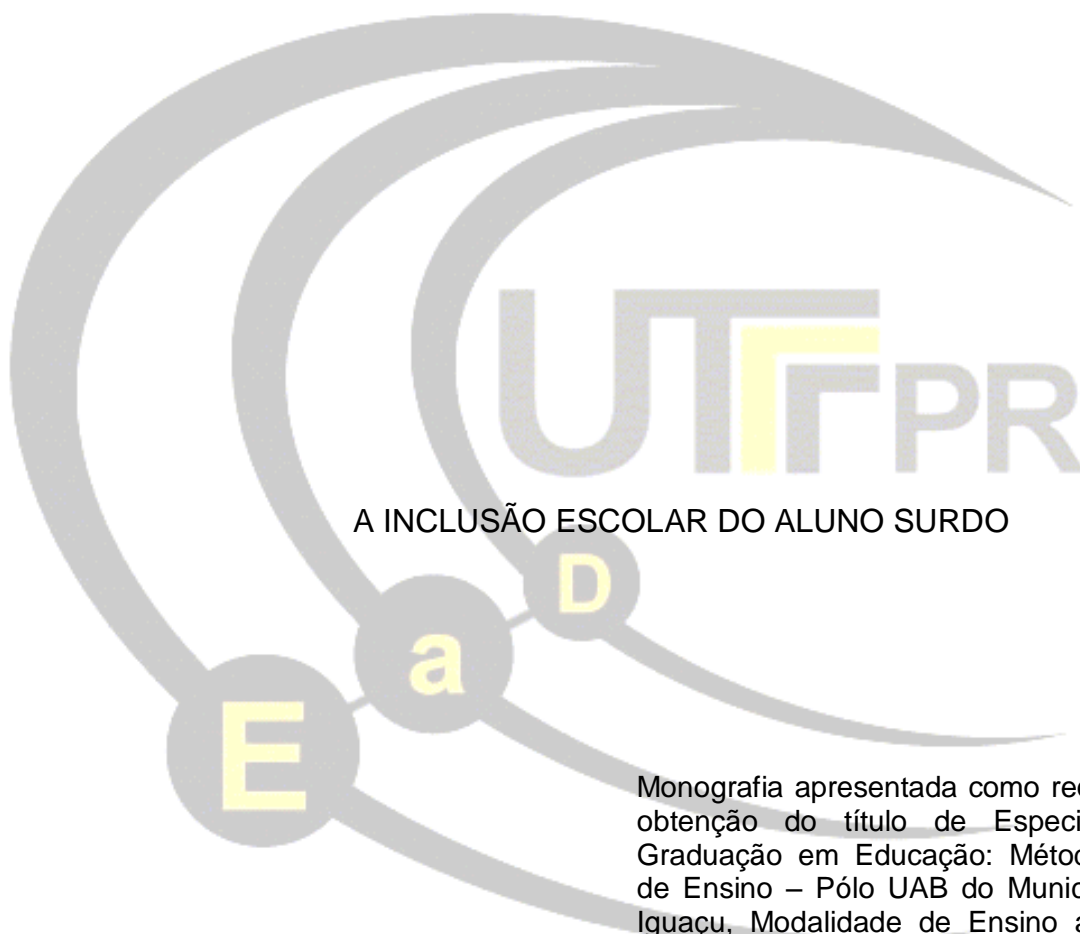 UTFPR
A INCLUSÃO ESCOLAR DO ALUNO SURDO
D
a
E
Monografia apresentada como
obtenção do título de
Graduação em Educação:
de Ensino – Pólo UAB do
Iguaçu, Modalidade de Ensino